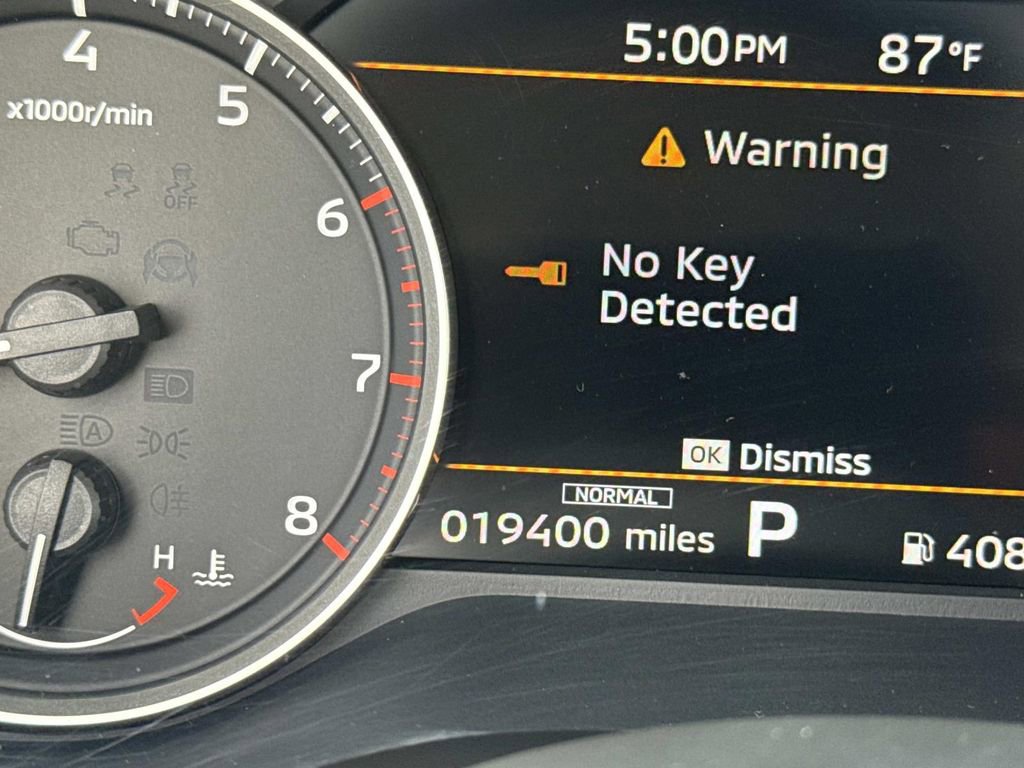 5:00PM 87°F
4
5
x1000r/min
6
7
8
H
OFF
A
Warning
No Key
Detected
OK Dismiss
NORMAL
019400 miles P 408